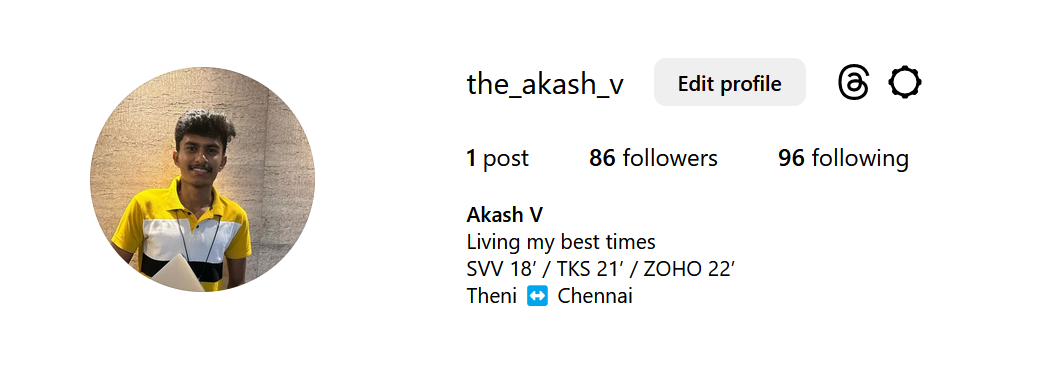 the_akash_v Edit profile
1 post 86 followers 96 following
Akash V
Living my best times
SVV 18’ / TKS 21’ / ZOHO 22’
Theni ↔️ Chennai